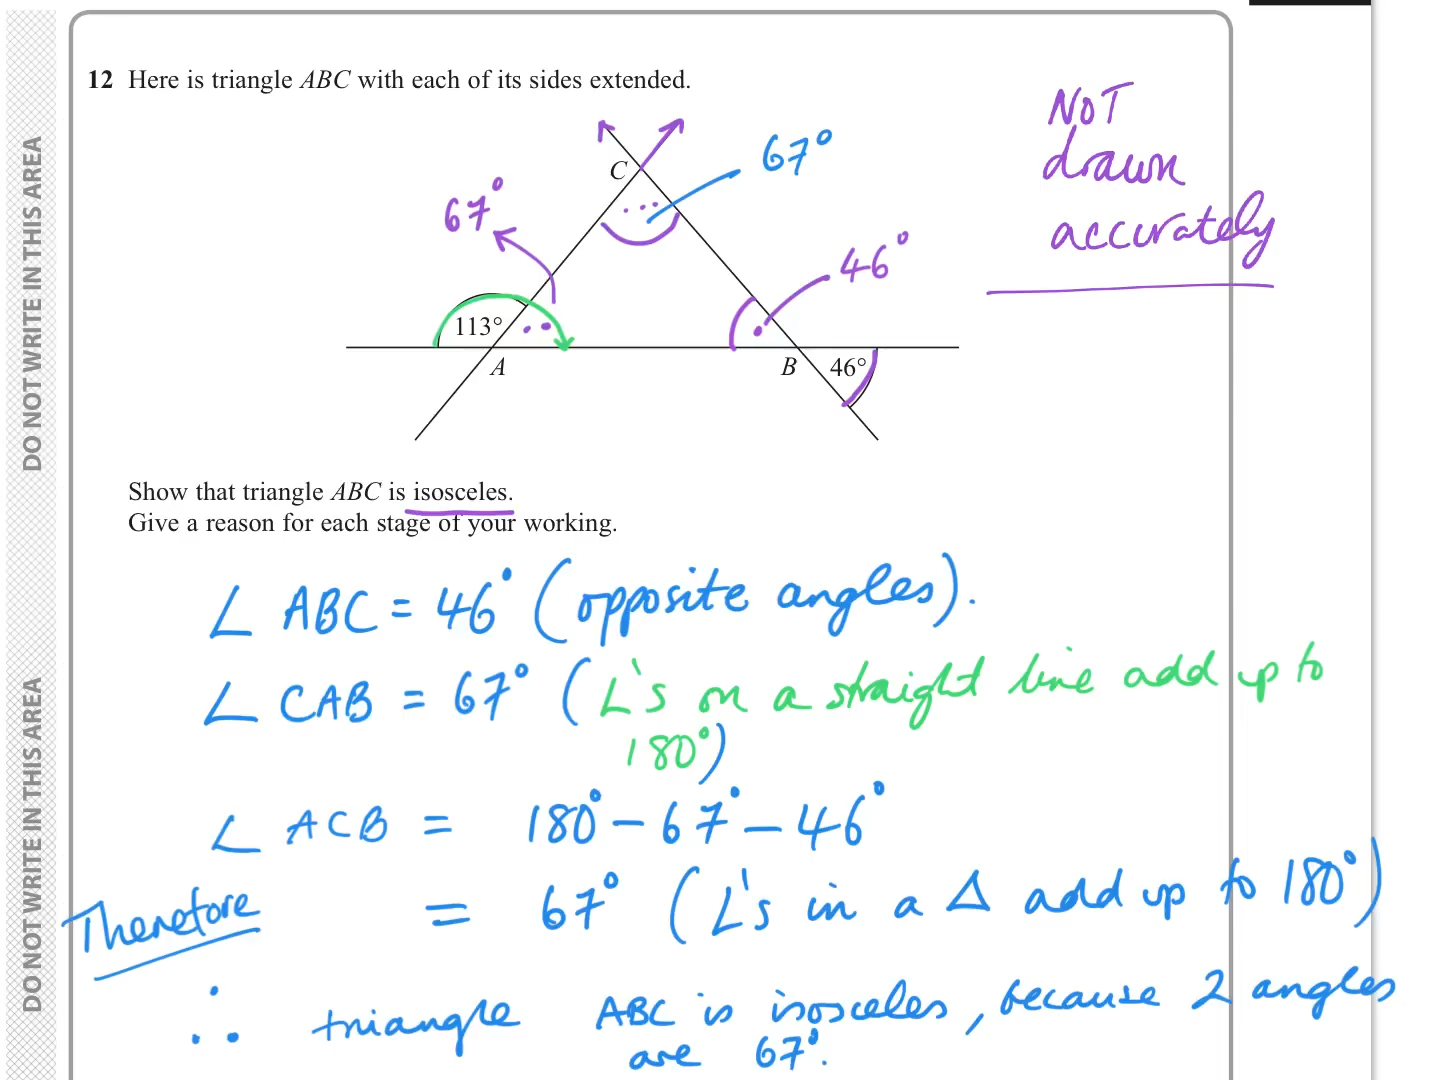 12 Here is triangle ABC with each of its sides extended.
NOT
drawn
accurately
C
67°
67°
46°
113°
A
B
46°
Show that triangle ABC is isosceles.
Give a reason for each stage of your working.
∠ ABC = 46° (opposite angles).
∠ CAB = 67° (∠'s on a straight line add up to
180°)
∠ ACB = 180° - 67° - 46°
= 67° (∠'s in a Δ add up to 180°)
Therefore
∴ triangle ABC is isosceles, because 2 angles
are 67°.
DO NOT WRITE IN THIS AREA
DO NOT WRITE IN THIS AREA